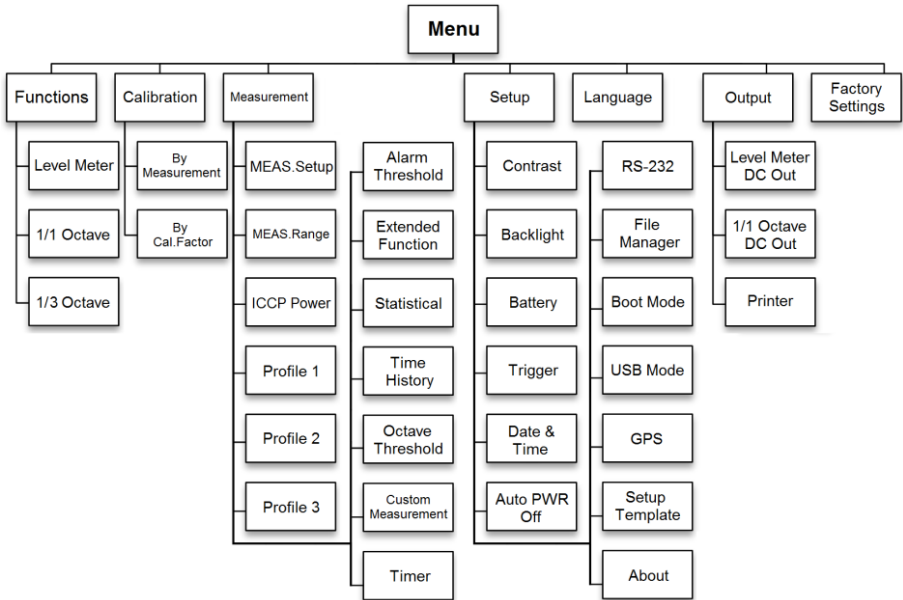 Menu
Functions
Calibration
Measurement
Setup
Language
Output
Factory
Settings
Level Meter
1/1 Octave
1/3 Octave
By
Measurement
By
Cal.Factor
MEAS.Setup
MEAS.Range
ICCP Power
Profile 1
Profile 2
Profile 3
Alarm
Threshold
Extended
Function
Statistical
Time
History
Octave
Threshold
Custom
Measurement
Timer
Contrast
Backlight
Battery
Trigger
Date &
Time
Auto PWR
Off
RS-232
File
Manager
Boot Mode
USB Mode
GPS
Setup
Template
About
Level Meter
DC Out
1/1 Octave
DC Out
Printer